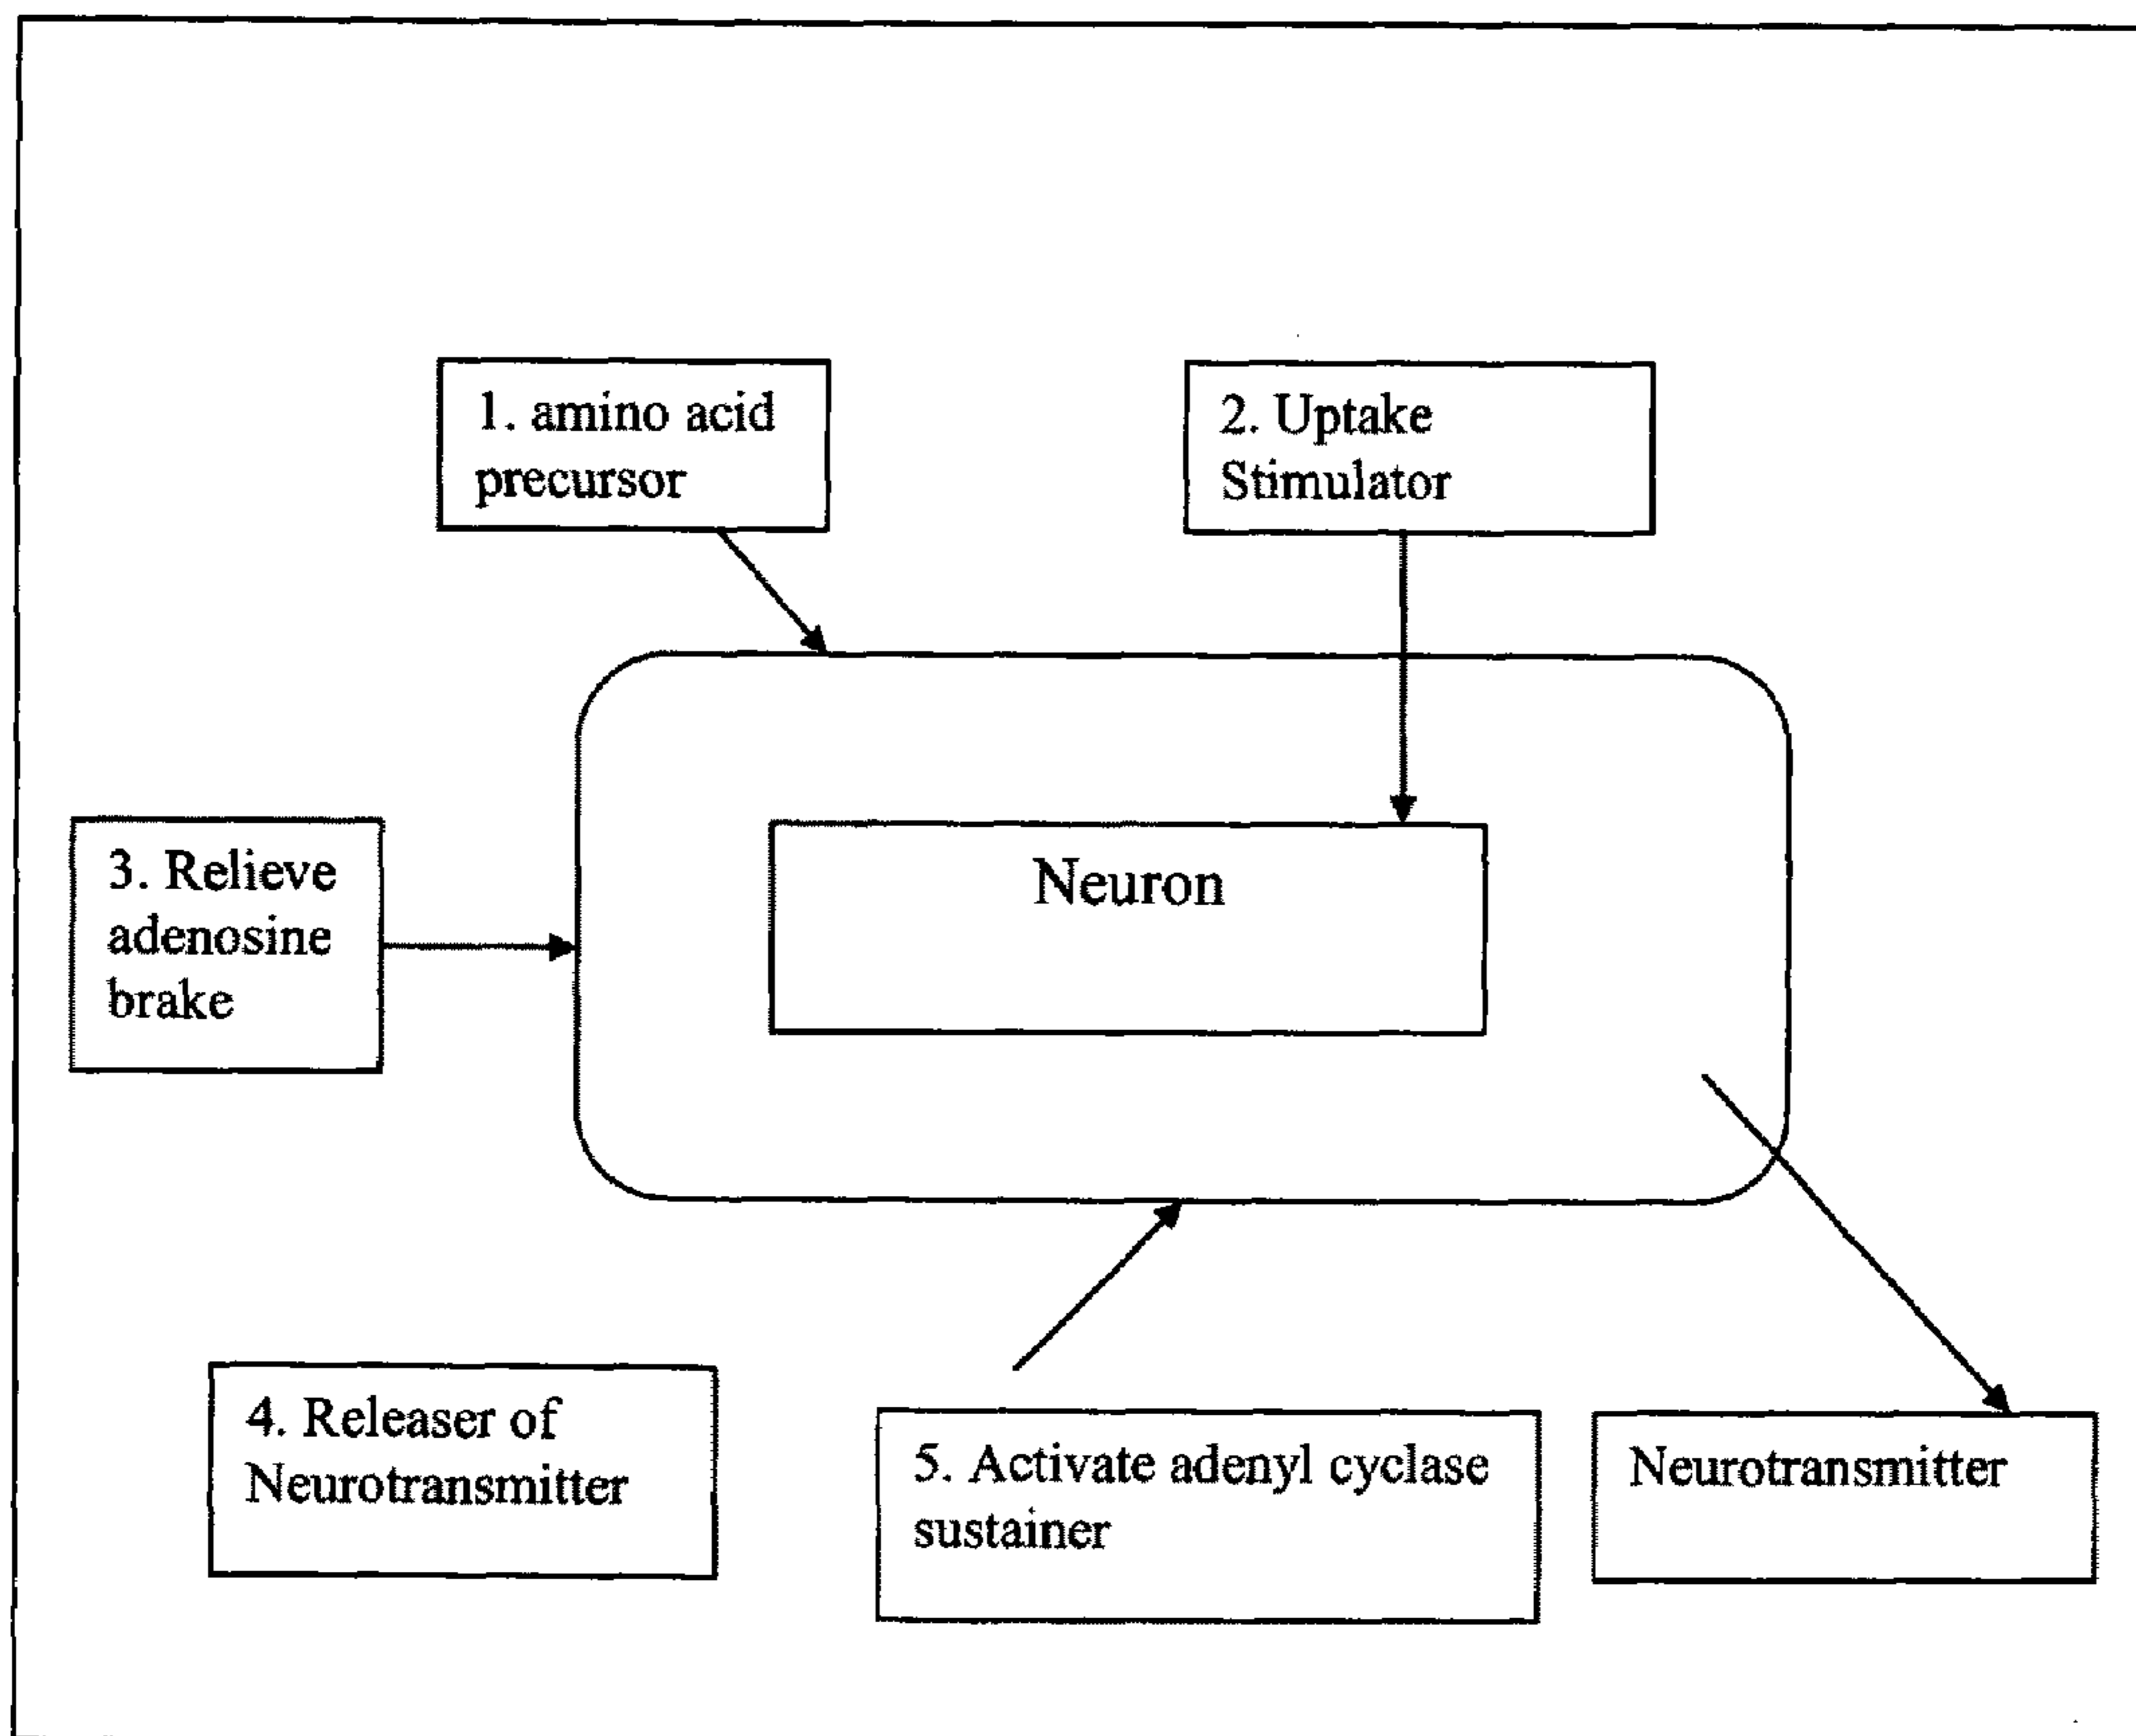 1. amino acid
precursor
2. Uptake
Stimulator
3. Relieve
adenosine
brake
Neuron
4. Releaser of
Neurotransmitter
5. Activate adenyl cyclase
sustainer
Neurotransmitter